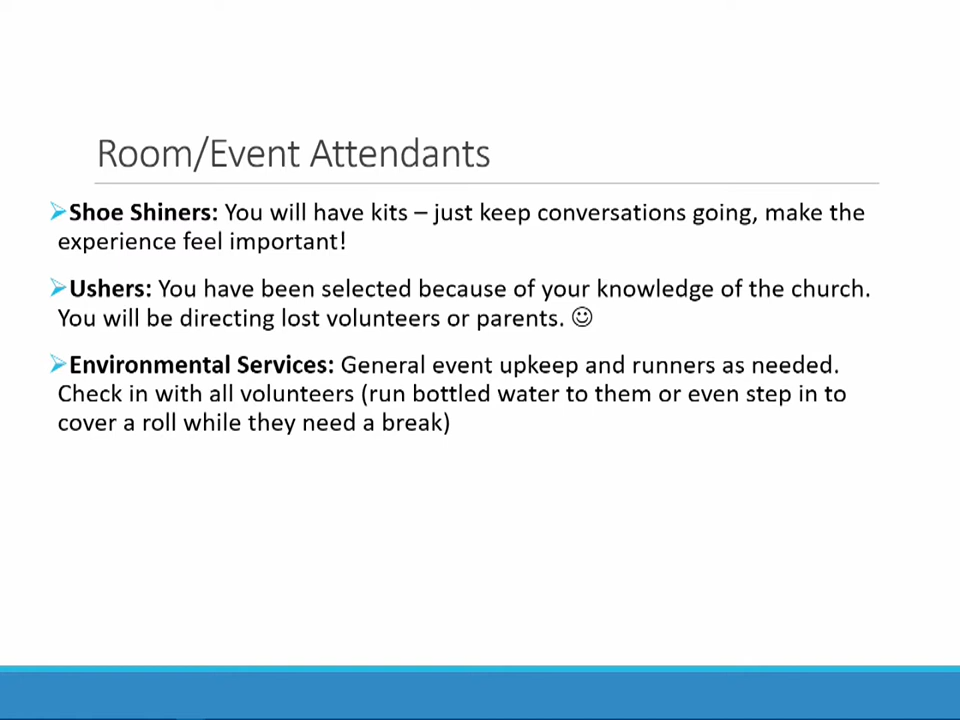 Room/Event Attendants
Shoe Shiners: You will have kits – just keep conversations going, make the
experience feel important!
Ushers: You have been selected because of your knowledge of the church.
You will be directing lost volunteers or parents. ☺
Environmental Services: General event upkeep and runners as needed.
Check in with all volunteers (run bottled water to them or even step in to
cover a roll while they need a break)